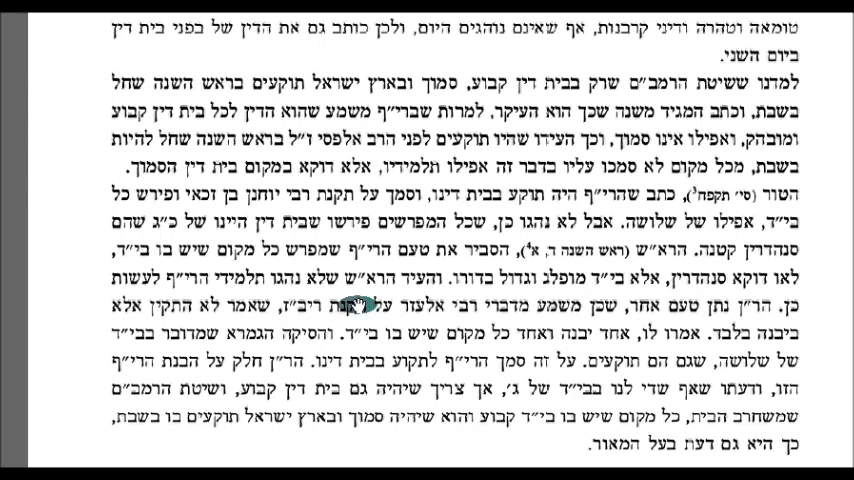 טומאה וטהרה ודיני קרבנות, אף שאינם נוהגים היום, ולכן כותב גם את הדין של בפני בית דין
ביום השני.
למדנו ששיטת הרמב״ם שרק בבית דין קבוע, סמוך ובארץ ישראל תוקעים בראש השנה שחל
בשבת, וכתב המגיד משנה שכך הוא העיקר, למרות שברי״ף משמע שהוא הדין לכל בית דין קבוע
ומובהק, ואפילו אינו סמוך, וכך העידו שהיו תוקעים לפני הרב אלפסי ז״ל בראש השנה שחל להיות
בשבת, מכל מקום לא סמכו עליו בדבר זה אפילו תלמידיו, אלא דוקא במקום בית דין הסמוך.
הטור (סי׳ תקפח3), כתב שהרי״ף היה תוקע בבית דינו, וסמך על תקנת רבי יוחנן בן זכאי ופירש כל
בי״ד, אפילו של שלושה. אבל לא נהגו כן, שכל המפרשים פירשו שבית דין היינו של כ״ג שהם
סנהדרין קטנה. הרא״ש (ראש השנה ד, א4), הסביר את טעם הרי״ף שמפרש כל מקום שיש בו בי״ד,
לאו דוקא סנהדרין, אלא בי״ד מופלג וגדול בדורו. והעיד הרא״ש שלא נהגו תלמידי הרי״ף לעשות
כן. הר״ן נתן טעם אחר, שכן משמע מדברי רבי אלעזר על תקנת ריב״ז, שאמר לא התקין אלא
ביבנה בלבד. אמרו לו, אחד יבנה ואחד כל מקום שיש בו בי״ד. והסיקה הגמרא שמדובר בבי״ד
של שלושה, שגם הם תוקעים. על זה סמך הרי״ף לתקוע בבית דינו. הר״ן חלק על הבנת הרי״ף
הזו, ודעתו שאף שדי לנו בבי״ד של ג׳, אך צריך שיהיה גם בית דין קבוע, ושיטת הרמב״ם
שמשחרב הבית, כל מקום שיש בו בי״ד קבוע והוא שיהיה סמוך ובארץ ישראל תוקעים בו בשבת,
כך היא גם דעת בעל המאור.